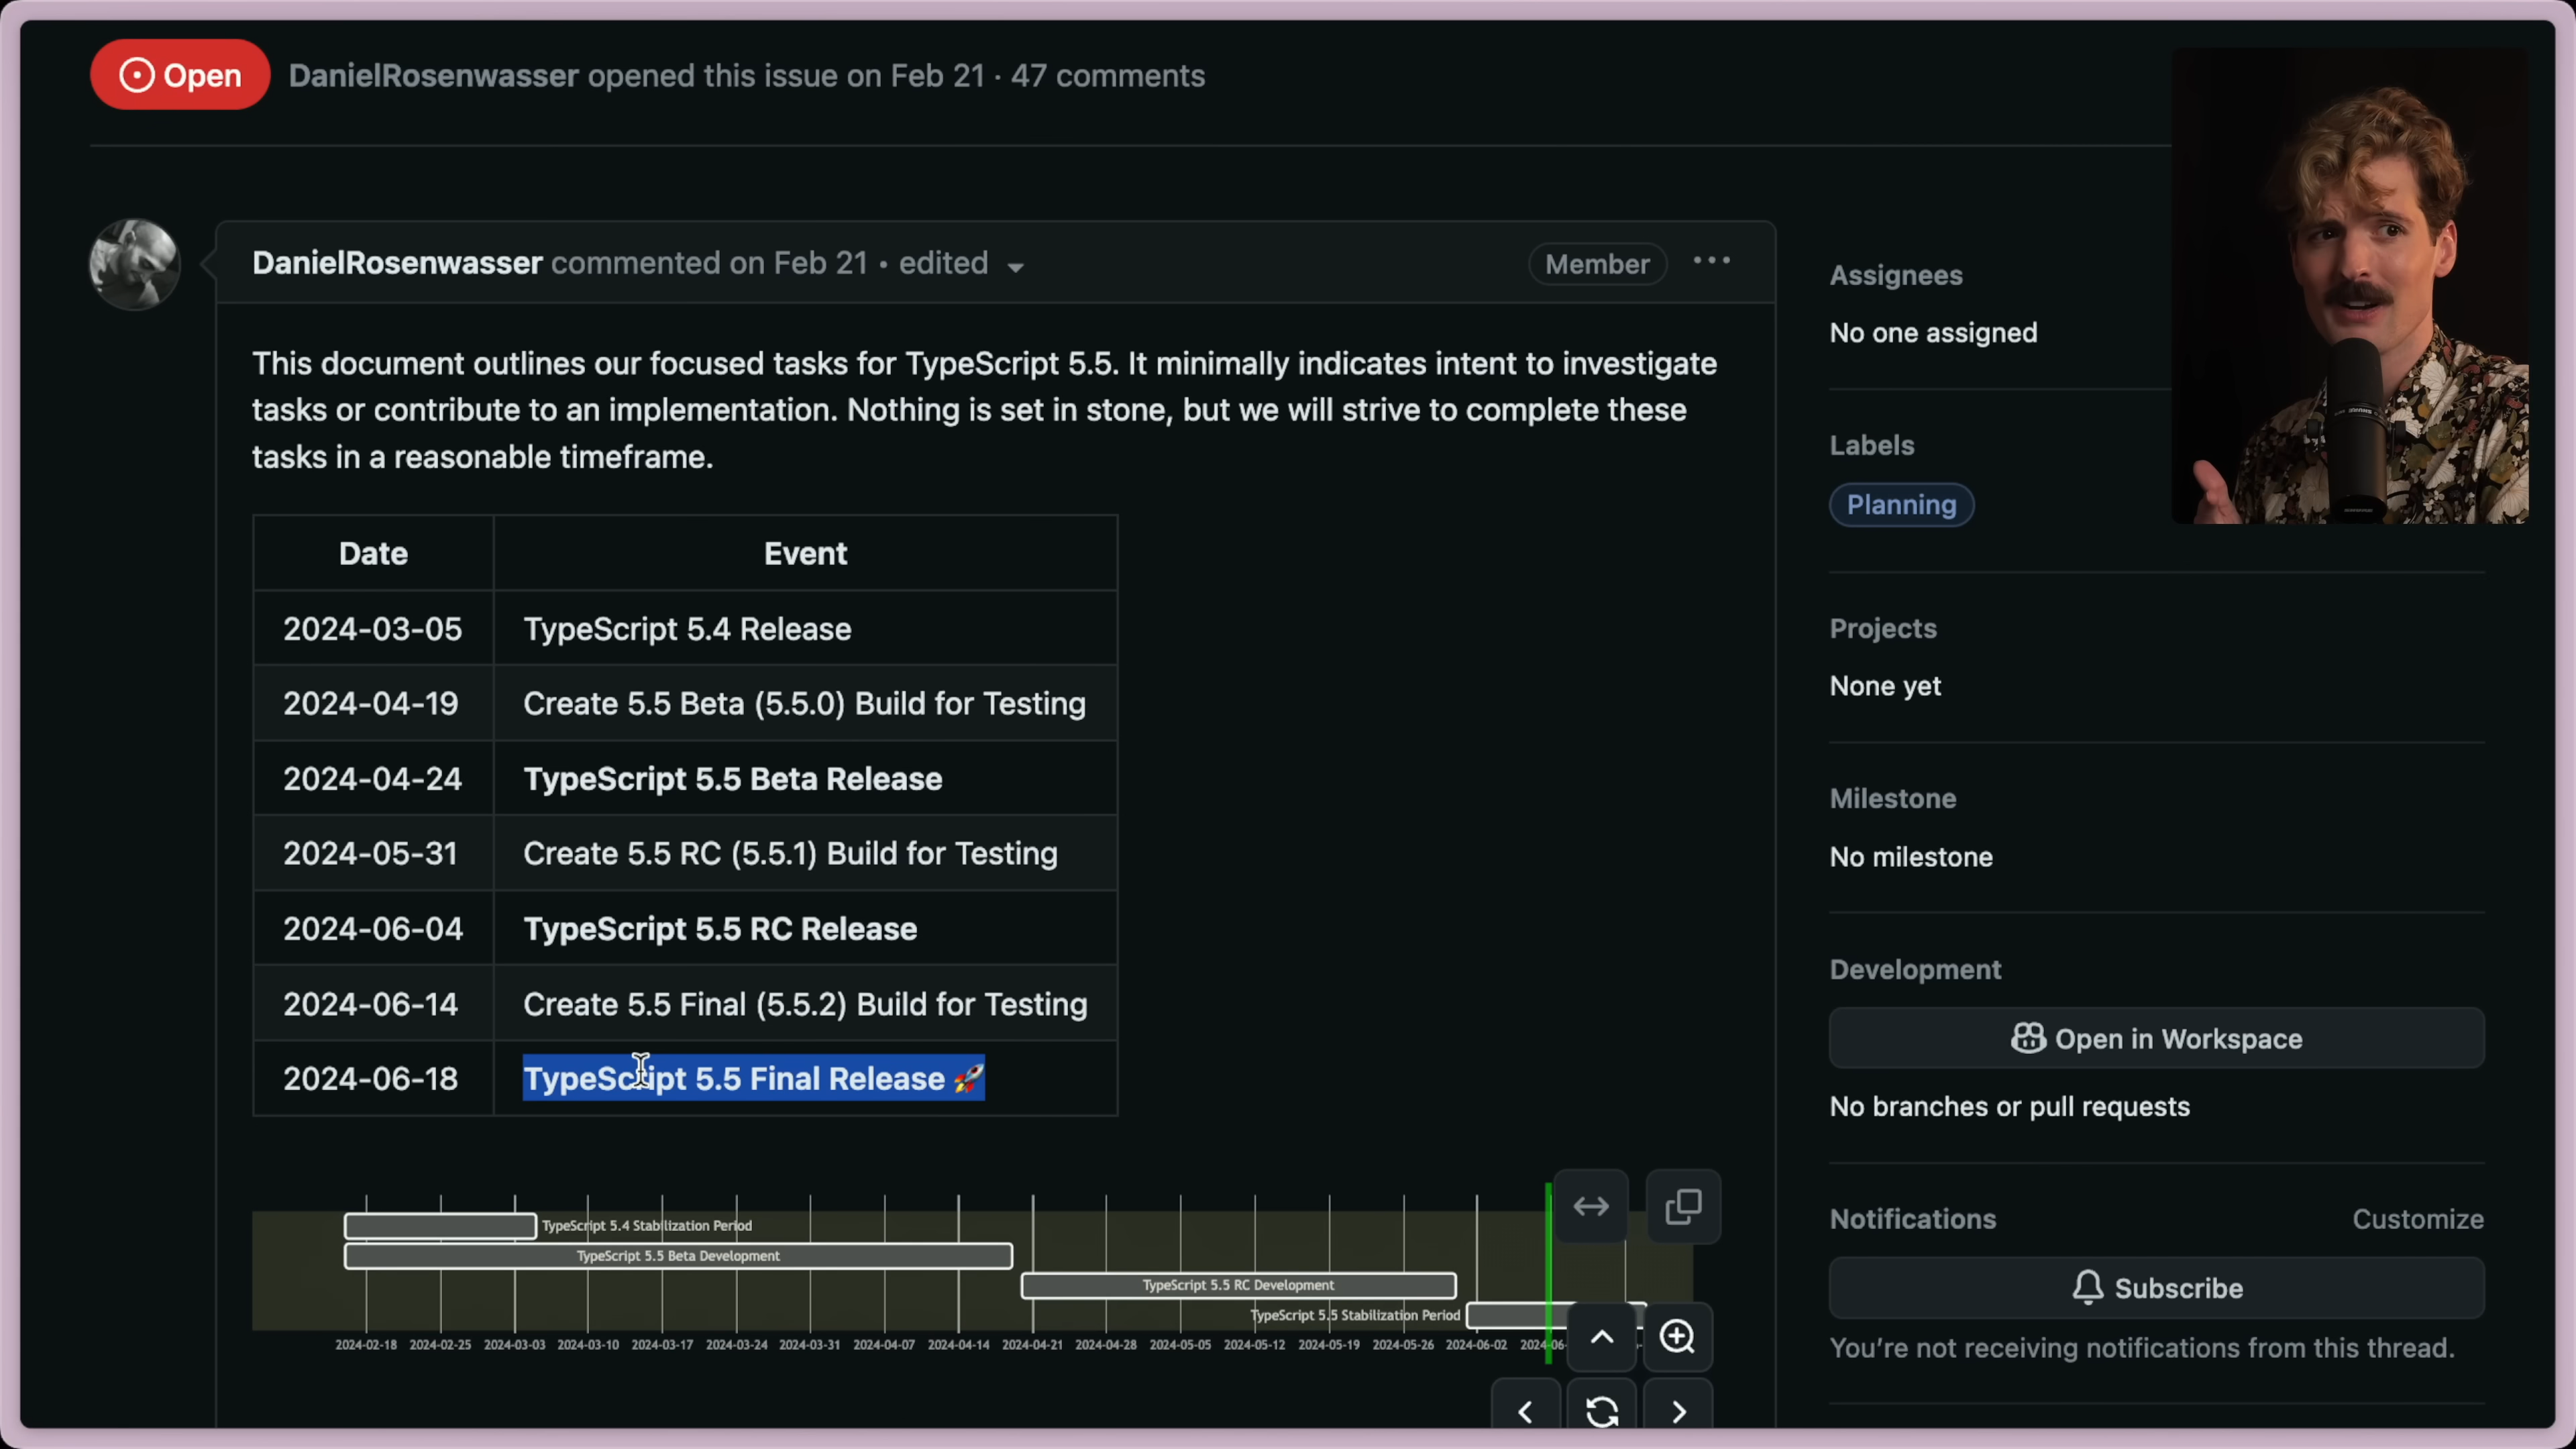 Open
DanielRosenwasser opened this issue on Feb 21 · 47 comments
DanielRosenwasser commented on Feb 21 • edited
Member
This document outlines our focused tasks for TypeScript 5.5. It minimally indicates intent to investigate
tasks or contribute to an implementation. Nothing is set in stone, but we will strive to complete these
tasks in a reasonable timeframe.
Date Event
2024-03-05 TypeScript 5.4 Release
2024-04-19 Create 5.5 Beta (5.5.0) Build for Testing
2024-04-24 TypeScript 5.5 Beta Release
2024-05-31 Create 5.5 RC (5.5.1) Build for Testing
2024-06-04 TypeScript 5.5 RC Release
2024-06-14 Create 5.5 Final (5.5.2) Build for Testing
2024-06-18 TypeScript 5.5 Final Release 🚀
TypeScript 5.4 Stabilization Period
TypeScript 5.5 Beta Development
TypeScript 5.5 RC Development
TypeScript 5.5 Stabilization Period
2024-02-18 2024-02-25 2024-03-03 2024-03-10 2024-03-17 2024-03-24 2024-03-31 2024-04-07 2024-04-14 2024-04-21 2024-04-28 2024-05-05 2024-05-12 2024-05-19 2024-05-26 2024-06-02
Assignees
No one assigned
Labels
Planning
Projects
None yet
Milestone
No milestone
Development
Open in Workspace
No branches or pull requests
Notifications
Customize
Subscribe
You're not receiving notifications from this thread.